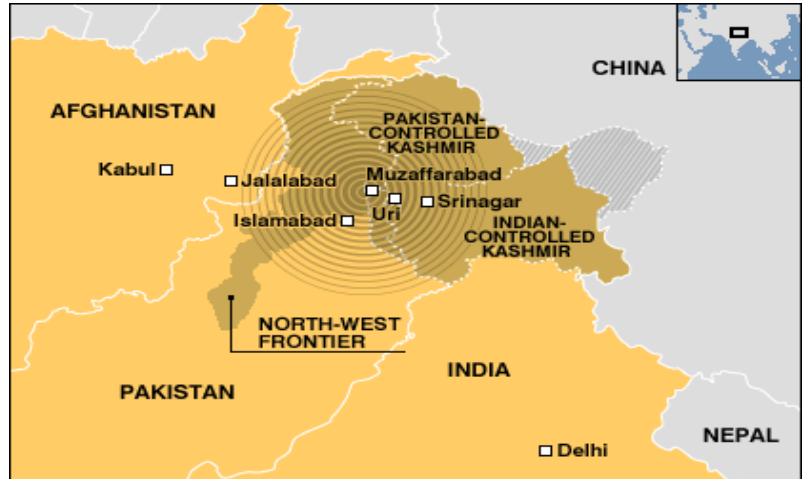 CHINA
AFGHANISTAN
PAKISTAN-
CONTROLLED
KASHMIR
Kabul
Jalalabad
Muzaffarabad
Uri
Srinagar
Islamabad
INDIAN-
CONTROLLED
KASHMIR
NORTH-WEST
FRONTIER
INDIA
PAKISTAN
NEPAL
Delhi